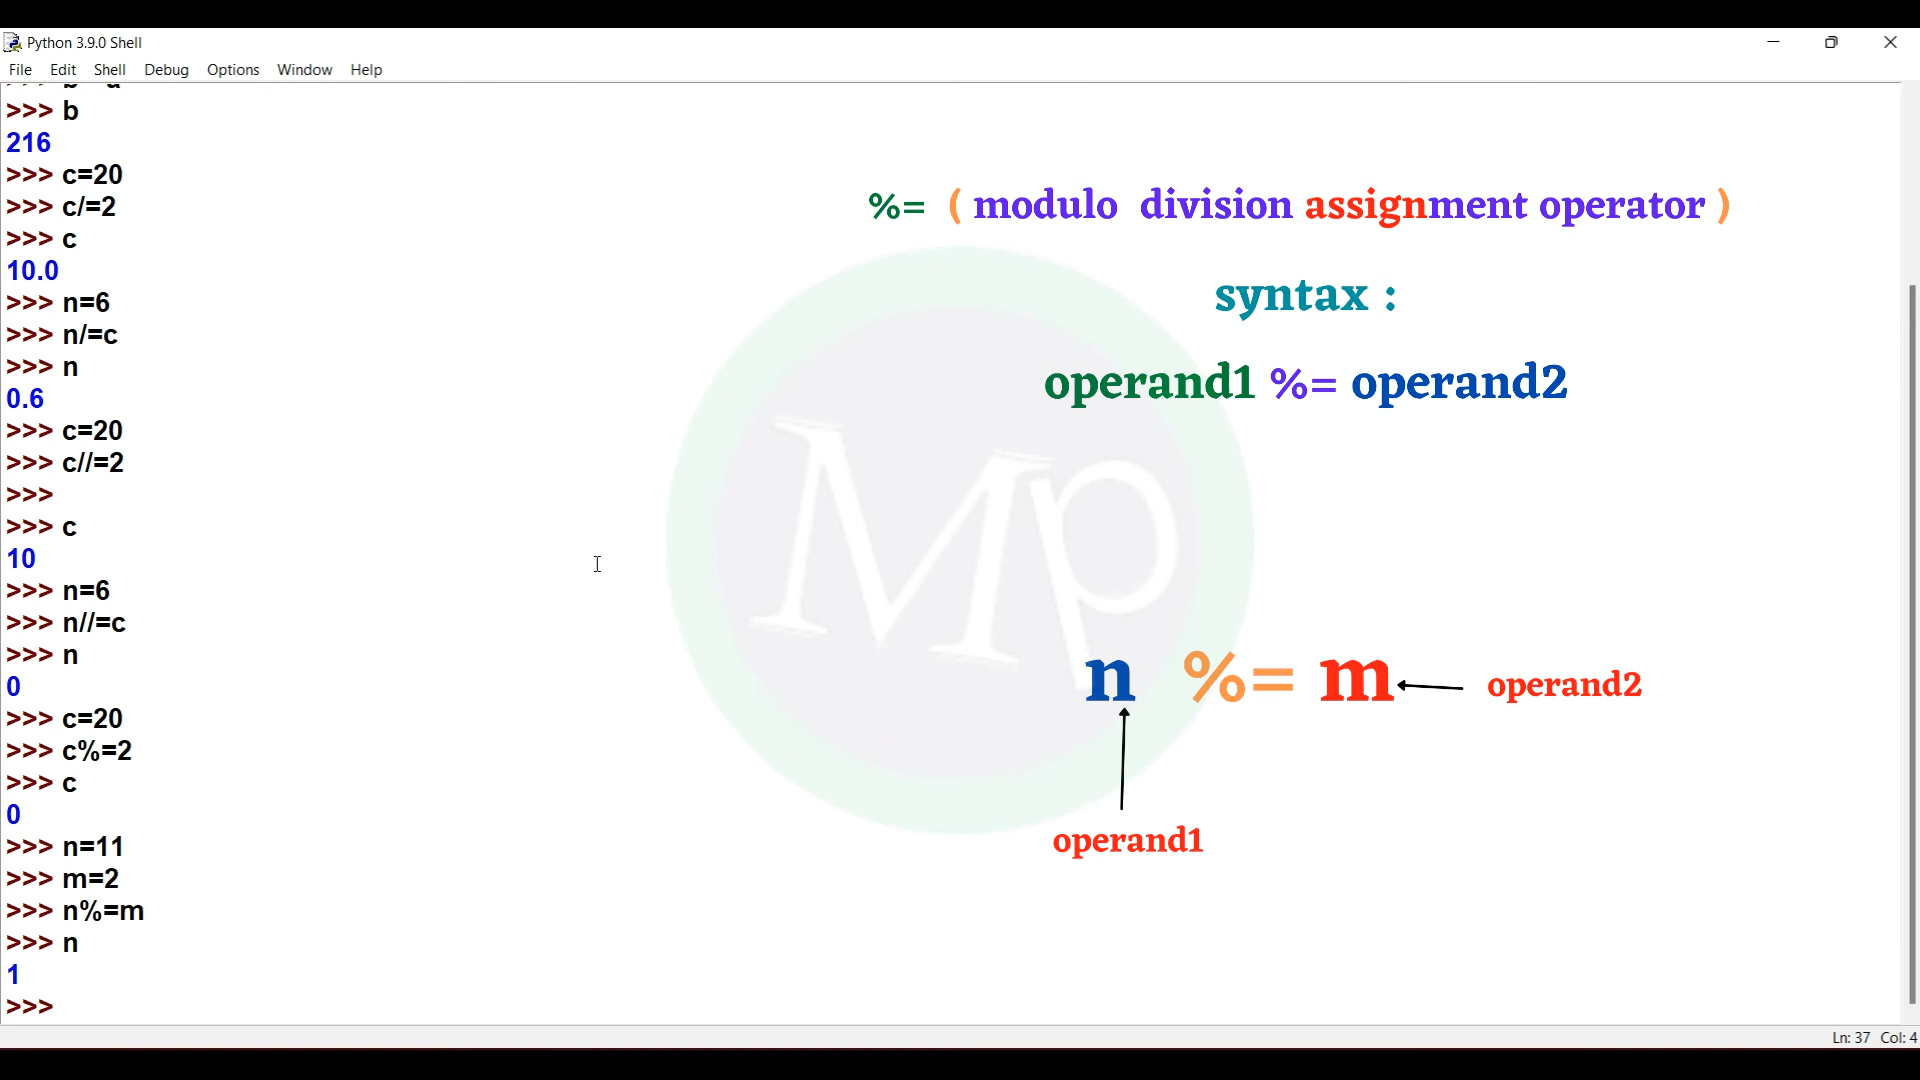 Python 3.9.0 Shell
File Edit Shell Debug Options Window Help
>>> b
216
>>> c=20
>>> c/=2
>>> c
10.0
>>> n=6
>>> n/=c
>>> n
0.6
>>> c=20
>>> c//=2
>>>
>>> c
10
>>> n=6
>>> n//=c
>>> n
0
>>> c=20
>>> c%=2
>>> c
0
>>> n=11
>>> m=2
>>> n%=m
>>> n
1
>>>
%= ( modulo division assignment operator )
syntax :
operand1 %= operand2
Mp
n %= m operand2
operand1
Ln: 37 Col: 4